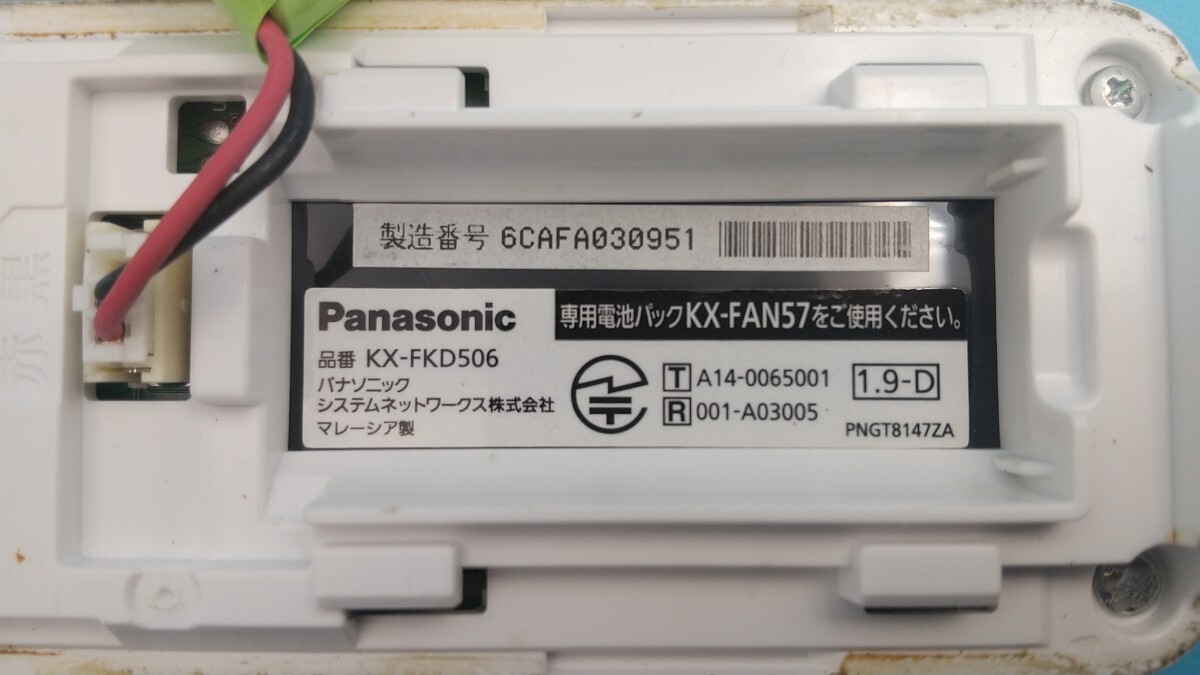 製造番号 6CAFA030951
Panasonic
専用電池パックKX-FAN57をご使用ください。
品番 KX-FKD506
パナソニック
システムネットワークス株式会社
マレーシア製
T A14-0065001
R 001-A03005
1.9-D
PNGT8147ZA
黒
赤